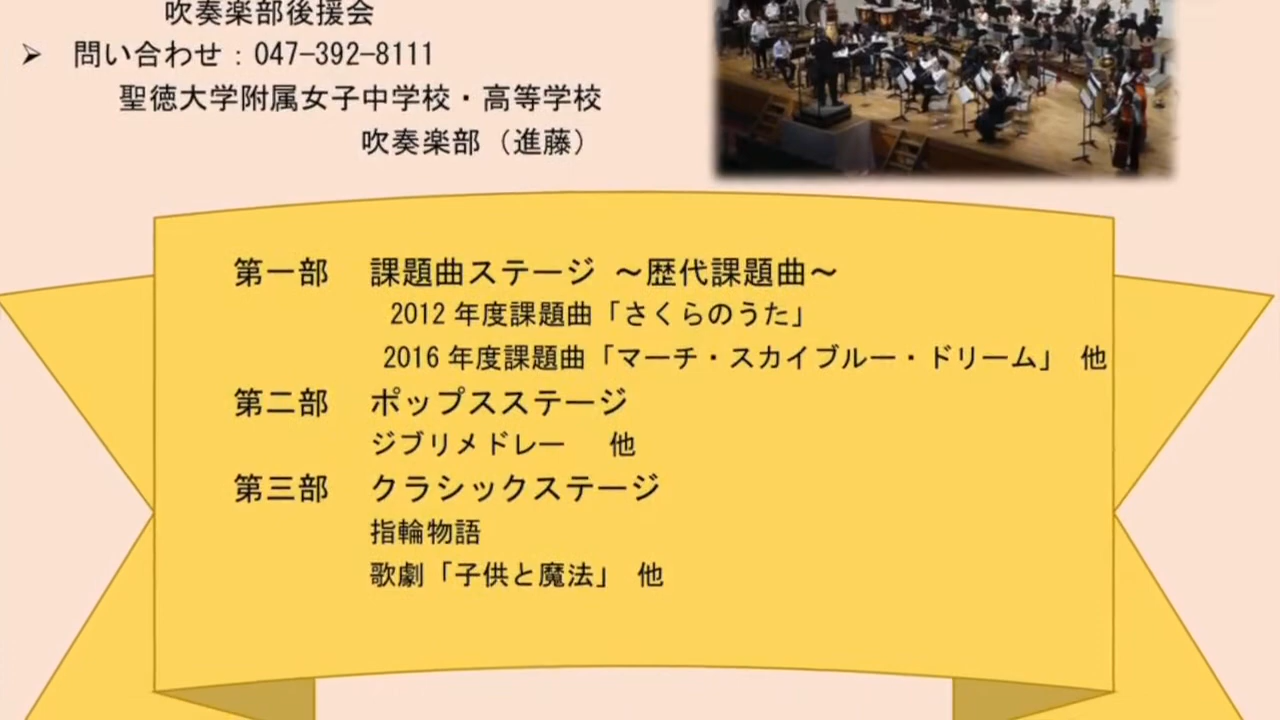 吹奏楽部後援会
➢ 問い合わせ：047–392–8111
聖徳大学附属女子中学校・高等学校
吹奏楽部（進藤）
第一部 課題曲ステージ ～歴代課題曲～
2012 年度課題曲「さくらのうた」
2016 年度課題曲「マーチ・スカイブルー・ドリーム」 他
第二部 ポップスステージ
ジブリメドレー 他
第三部 クラシックステージ
指輪物語
歌劇「子供と魔法」 他